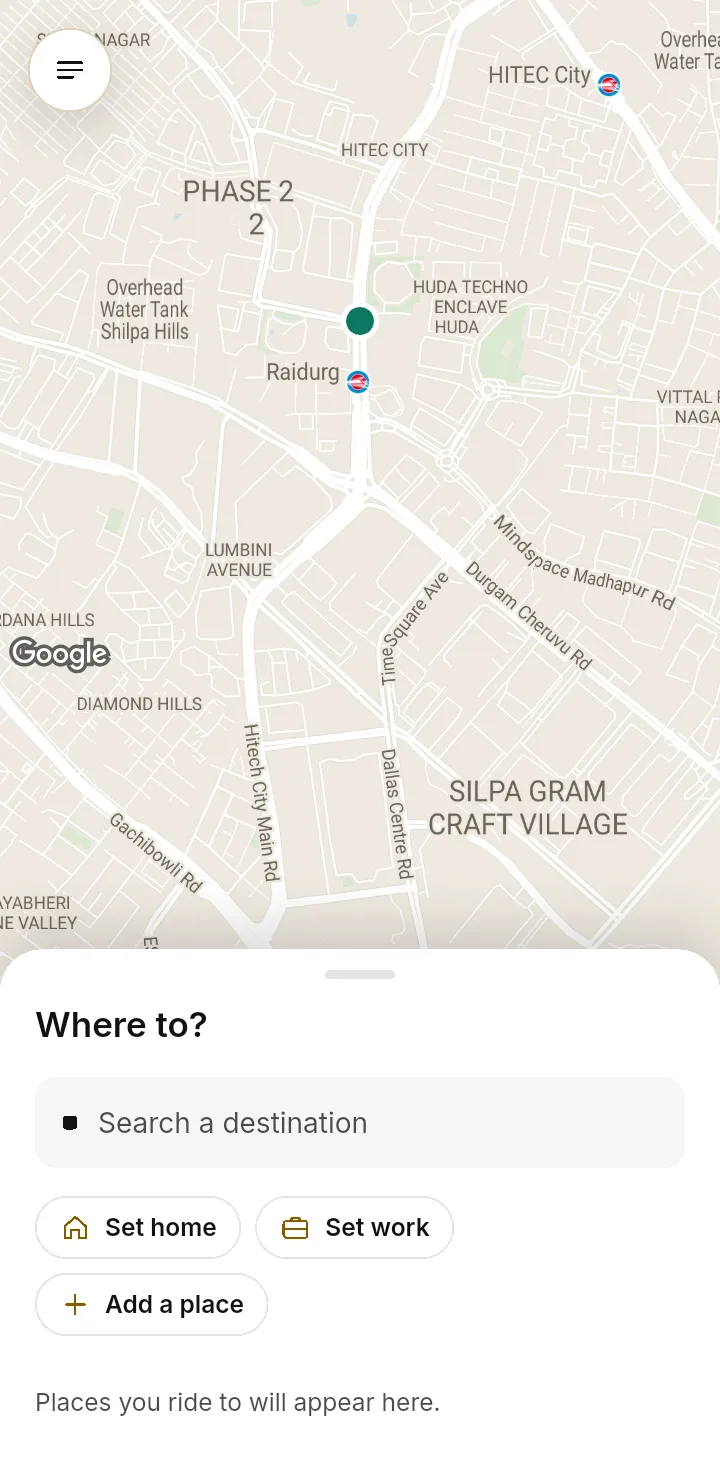 NAGAR
Overhea
Water Ta
HITEC City
HITEC CITY
PHASE 2
2
Overhead
Water Tank
Shilpa Hills
HUDA TECHNO
ENCLAVE
HUDA
Raidurg
VITTAL
NAGA
Mindspace Madhapur Rd
LUMBINI
AVENUE
Durgam Cheruvu Rd
Time Square Ave
RDANA HILLS
Google
DIAMOND HILLS
Hitech City Main Rd
Dallas Centre Rd
SILPA GRAM
CRAFT VILLAGE
Gachibowli Rd
AYABHERI
NE VALLEY
ES
Where to?
Search a destination
Set home
Set work
Add a place
Places you ride to will appear here.